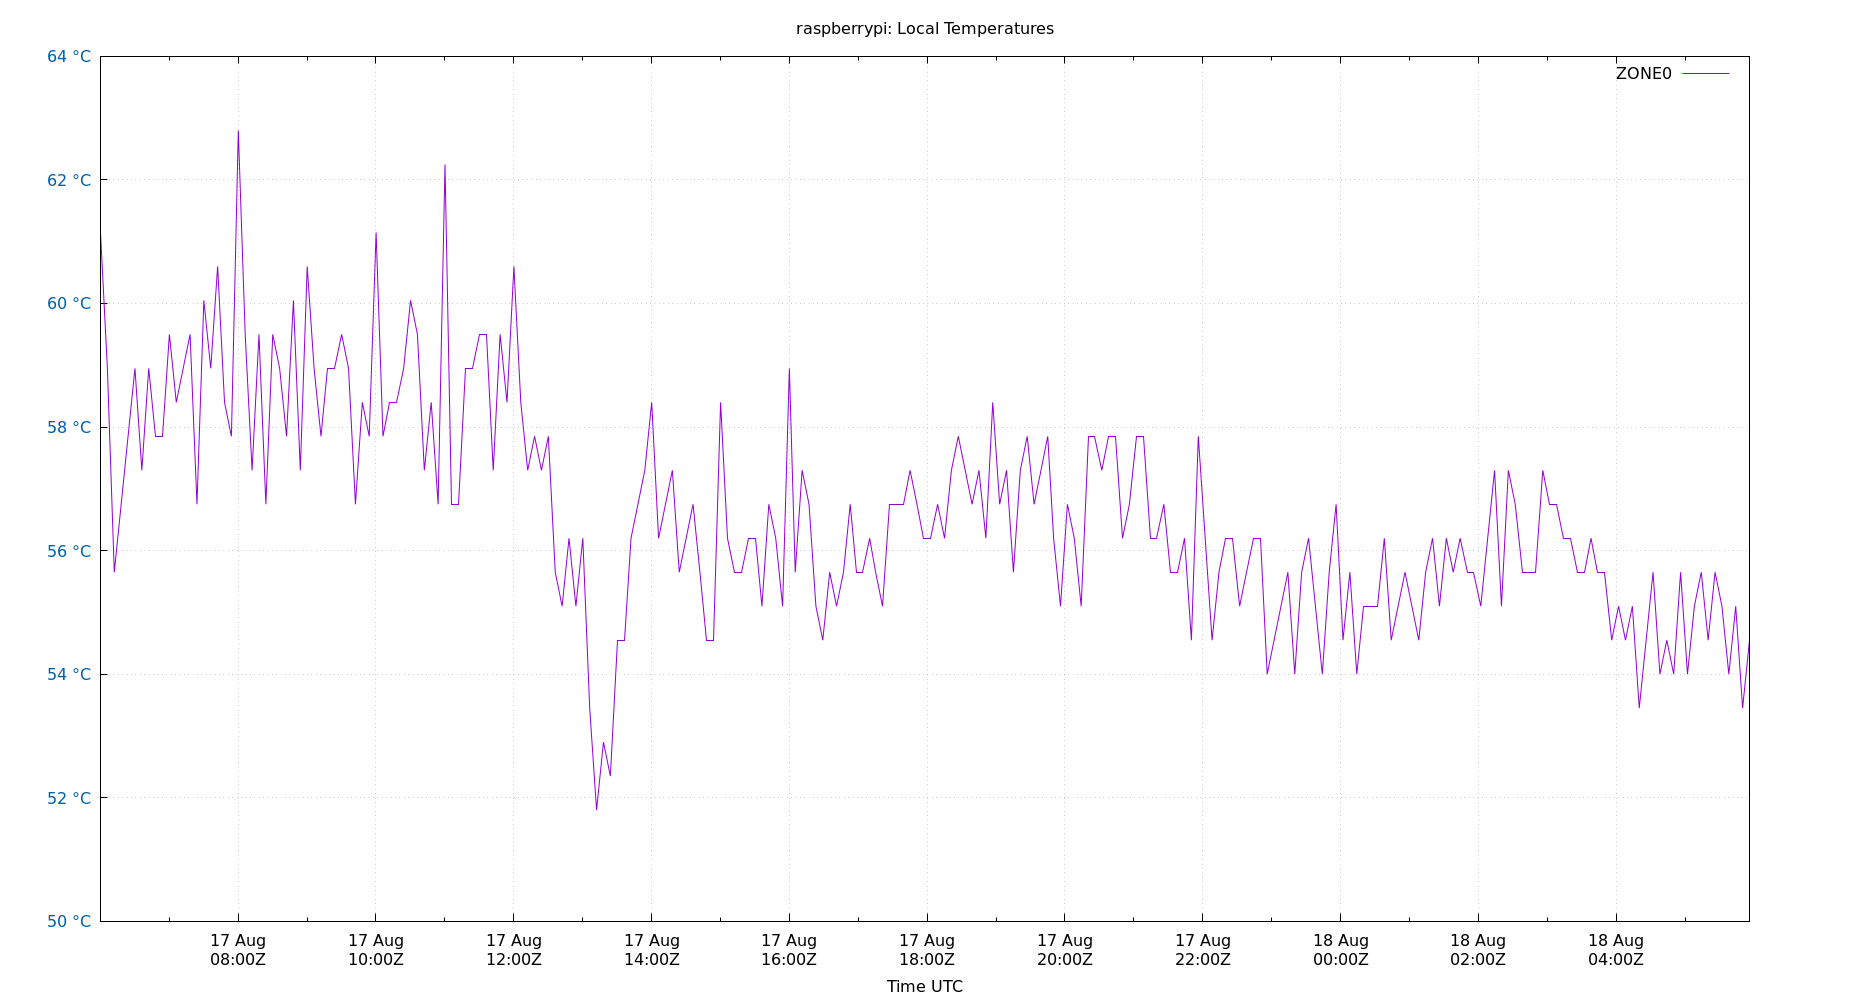 raspberrypi: Local Temperatures
64 °C
ZONE0
62 °C
60 °C
58 °C
56 °C
54 °C
52 °C
50 °C
17 Aug 17 Aug 17 Aug 17 Aug 17 Aug 17 Aug 17 Aug 17 Aug 18 Aug 18 Aug 18 Aug
08:00Z 10:00Z 12:00Z 14:00Z 16:00Z 18:00Z 20:00Z 22:00Z 00:00Z 02:00Z 04:00Z
Time UTC